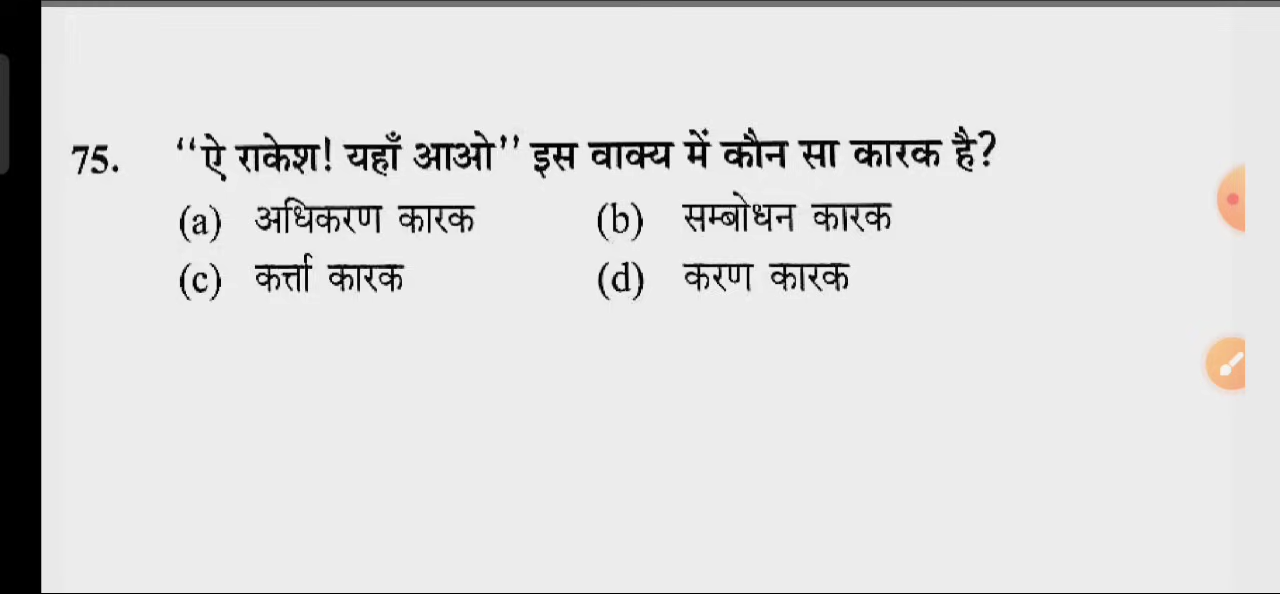 75. “ऐ राकेश! यहाँ आओ” इस वाक्य में कौन सा कारक है?
(a) अधिकरण कारक (b) सम्बोधन कारक
(c) कर्त्ता कारक (d) करण कारक